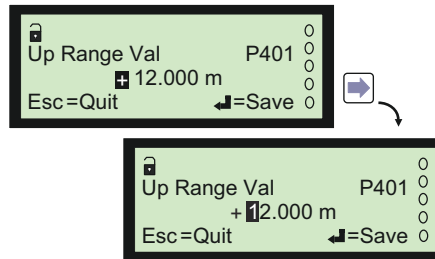 Up Range Val P401
+ 12.000 m
Esc=Quit ↲=Save
Up Range Val P401
+ 12.000 m
Esc=Quit ↲=Save